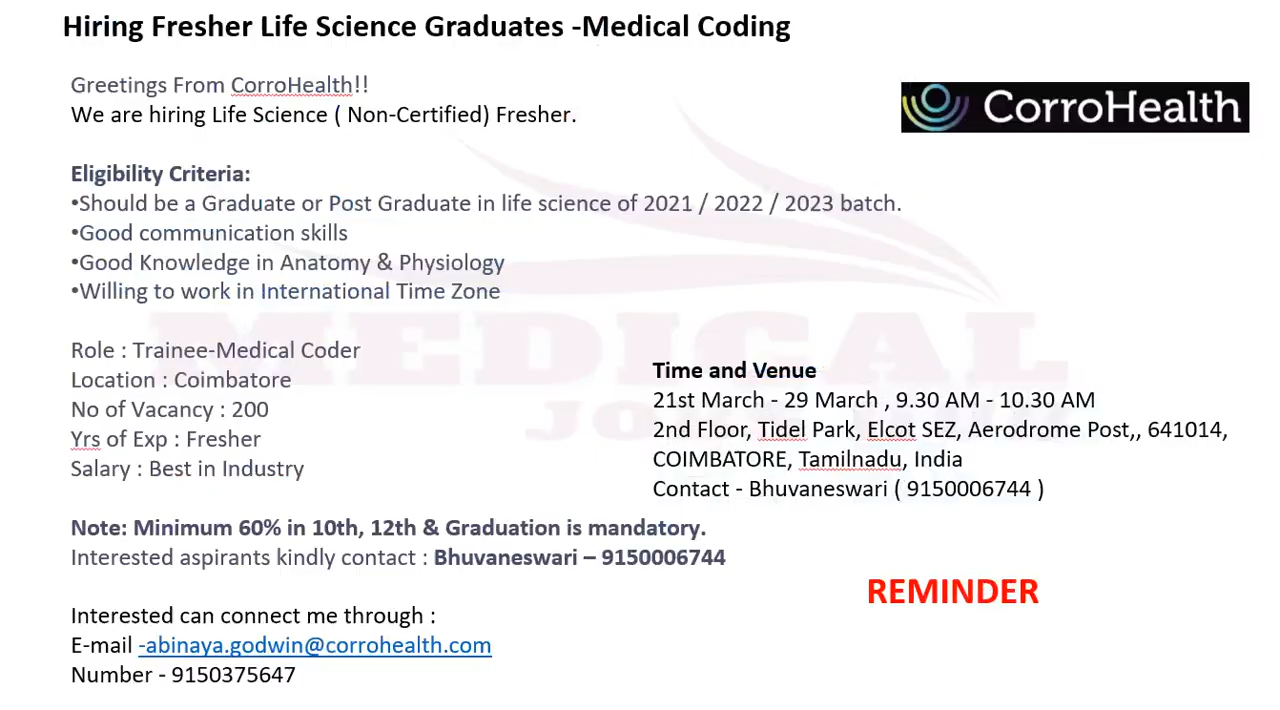 Hiring Fresher Life Science Graduates -Medical Coding
Greetings From CorroHealth!!
We are hiring Life Science ( Non-Certified) Fresher.
CorroHealth
Eligibility Criteria:
•Should be a Graduate or Post Graduate in life science of 2021 / 2022 / 2023 batch.
•Good communication skills
•Good Knowledge in Anatomy & Physiology
•Willing to work in International Time Zone
MEDICAL
Role : Trainee-Medical Coder
Location : Coimbatore
No of Vacancy : 200
Yrs of Exp : Fresher
Salary : Best in Industry
Time and Venue
21st March - 29 March , 9.30 AM - 10.30 AM
2nd Floor, Tidel Park, Elcot SEZ, Aerodrome Post,, 641014,
COIMBATORE, Tamilnadu, India
Contact - Bhuvaneswari ( 9150006744 )
Note: Minimum 60% in 10th, 12th & Graduation is mandatory.
Interested aspirants kindly contact : Bhuvaneswari – 9150006744
REMINDER
Interested can connect me through :
E-mail -abinaya.godwin@corrohealth.com
Number - 9150375647